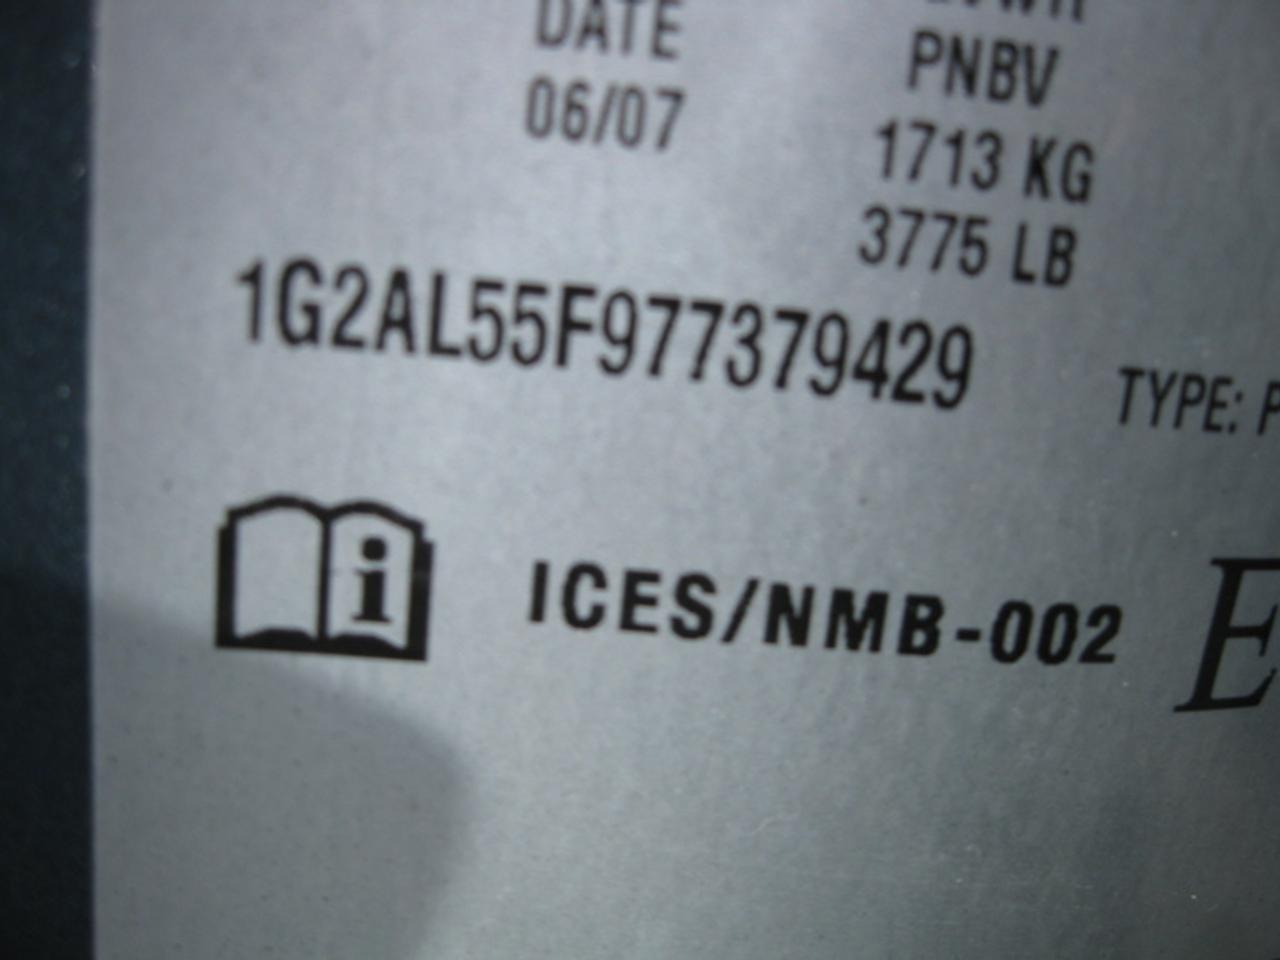 DATE
06/07
PNBV
1713 KG
3775 LB
1G2AL55F977379429
TYPE: P
i
ICES/NMB-002
E